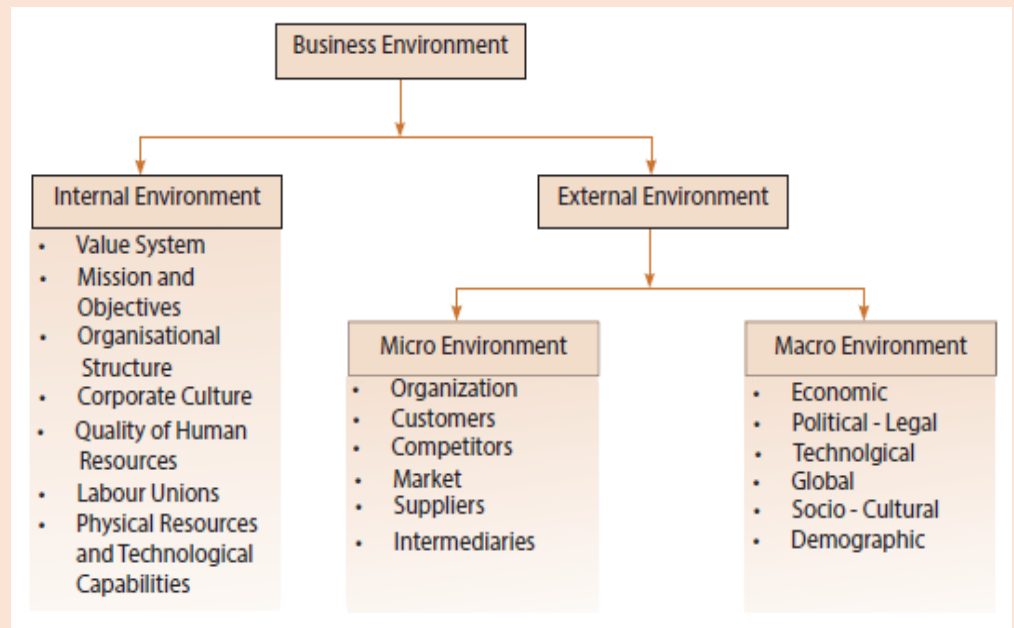 Business Environment
Internal Environment
• Value System
• Mission and
Objectives
• Organisational
Structure
• Corporate Culture
• Quality of Human
Resources
• Labour Unions
• Physical Resources
and Technological
Capabilities
External Environment
Micro Environment
• Organization
• Customers
• Competitors
• Market
• Suppliers
• Intermediaries
Macro Environment
• Economic
• Political - Legal
• Technolgical
• Global
• Socio - Cultural
• Demographic